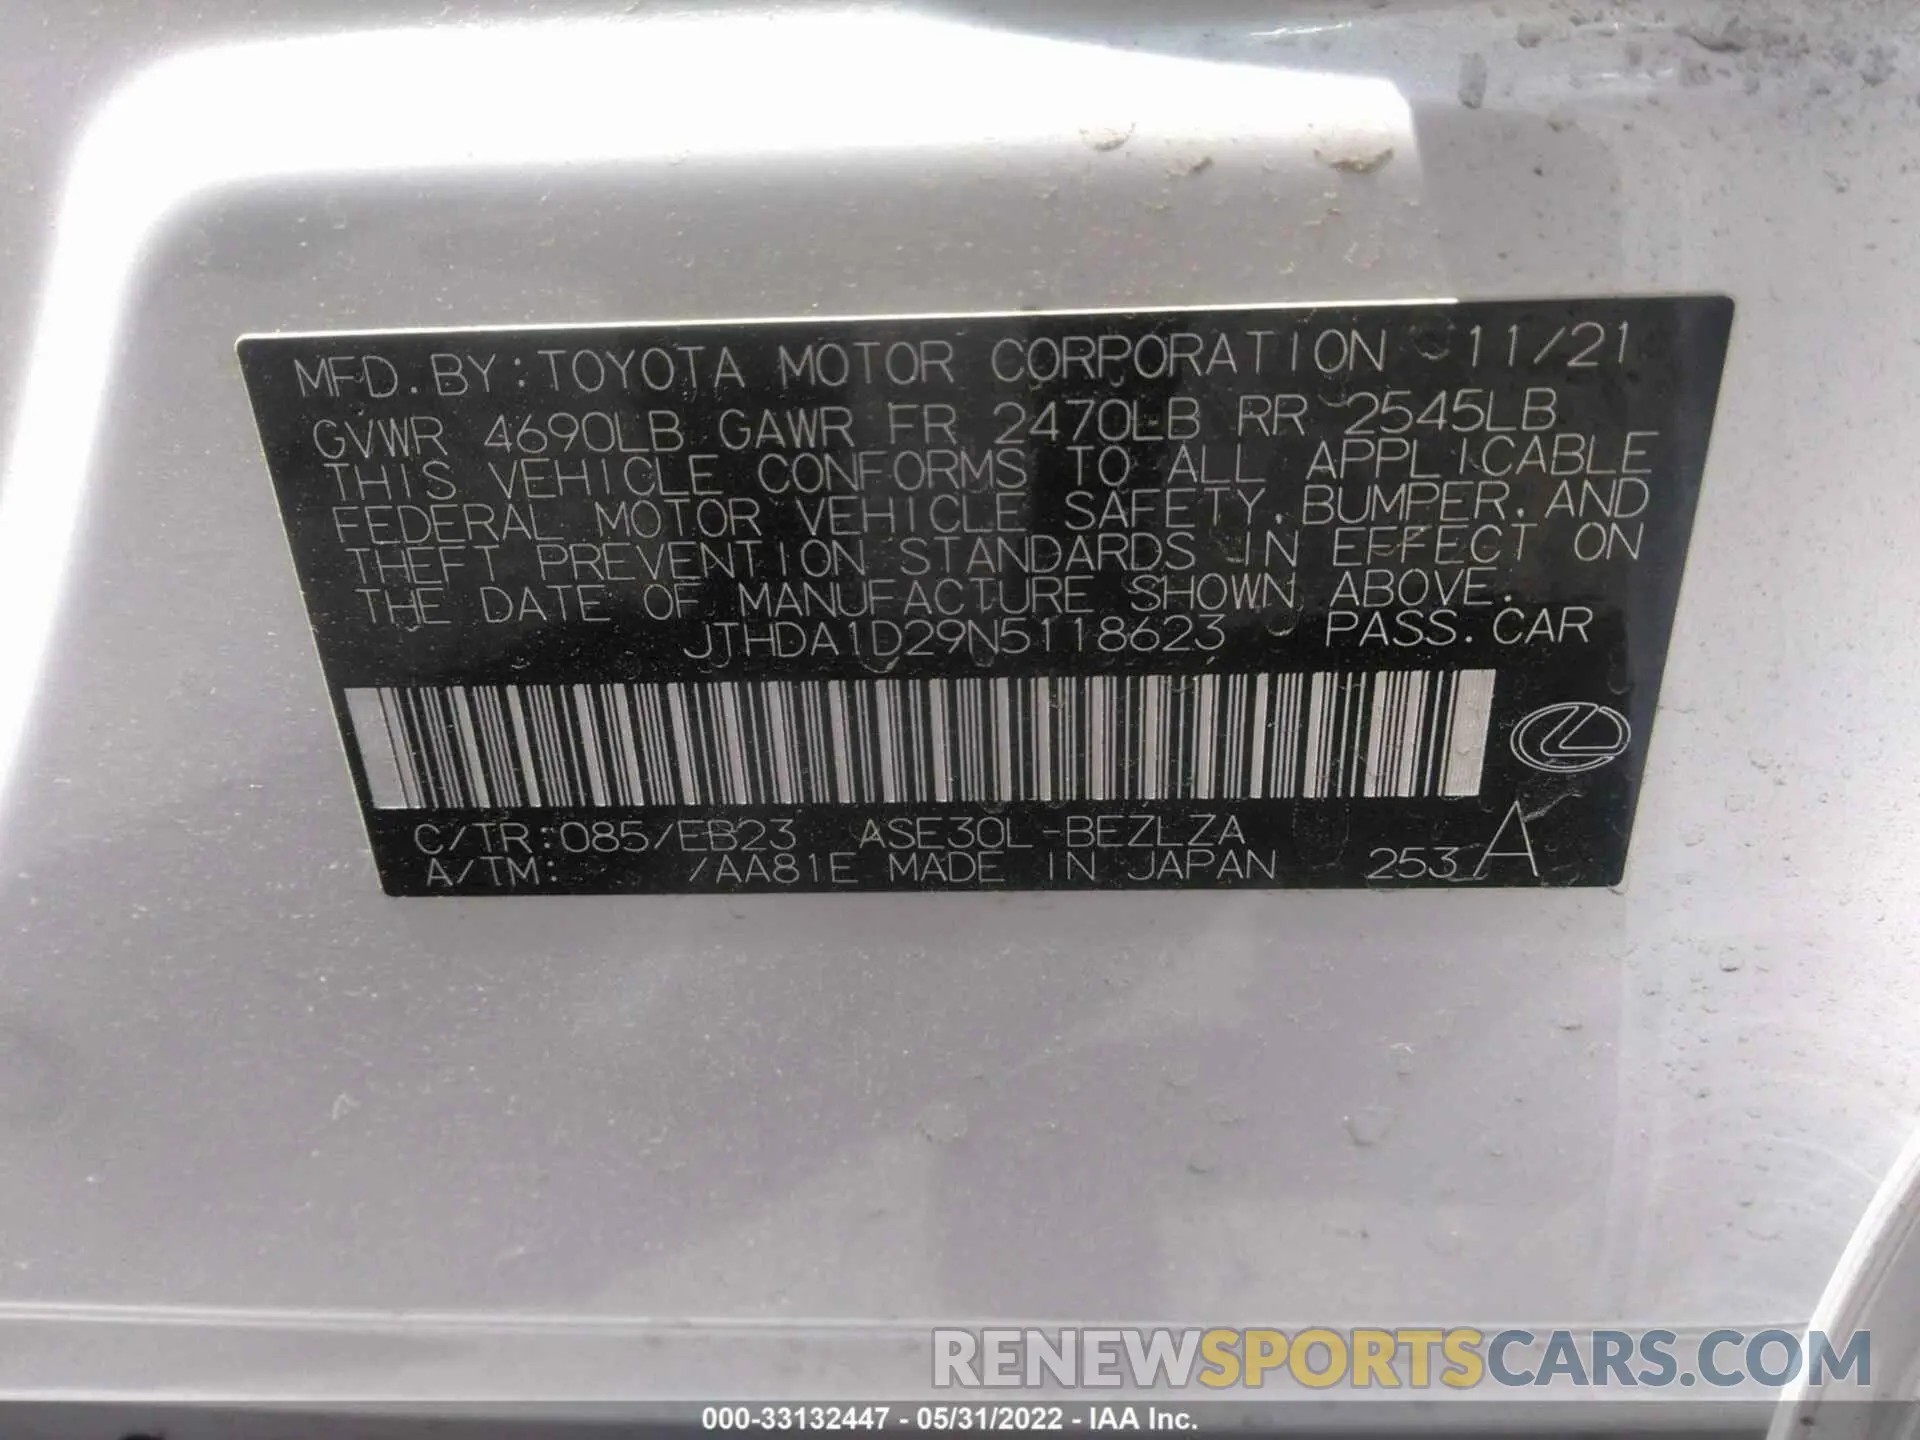 MFD. BY: TOYOTA MOTOR CORPORATION 11/21
GVWR 4690LB GAWR FR 2470LB RR 2545LB
THIS VEHICLE CONFORMS TO ALL APPLICABLE
FEDERAL MOTOR VEHICLE SAFETY, BUMPER, AND
THEFT PREVENTION STANDARDS IN EFFECT ON
THE DATE OF MANUFACTURE SHOWN ABOVE.
JTHDA1D29N5118623 PASS. CAR
C/TR:085/EB23 ASE30L-BEZLZA
A/TM: /AA81E MADE IN JAPAN 253 A
RENEWSPORTSCARS.COM
000-33132447 - 05/31/2022 - IAA Inc.